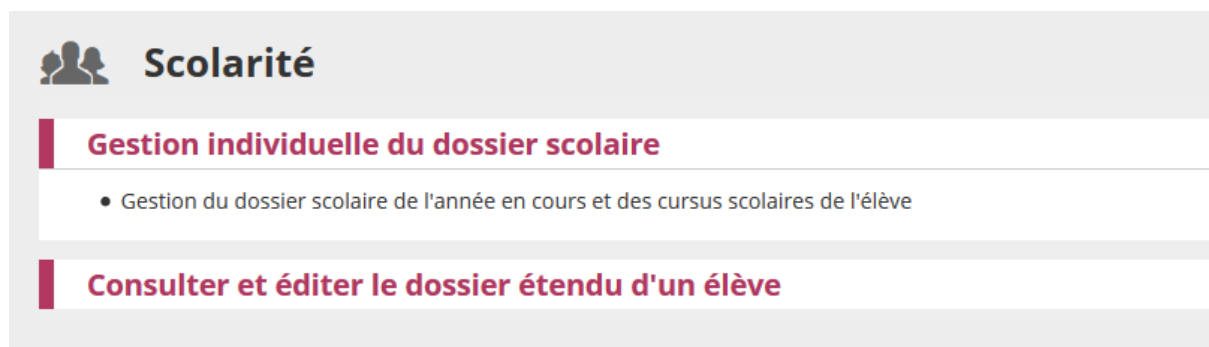 Scolarité
Gestion individuelle du dossier scolaire
• Gestion du dossier scolaire de l'année en cours et des cursus scolaires de l'élève
Consulter et éditer le dossier étendu d'un élève